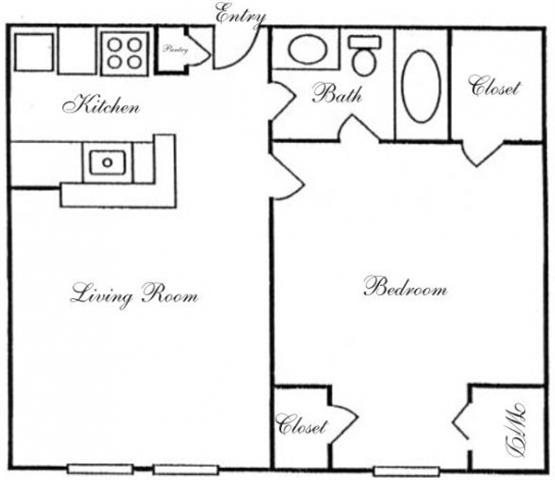 Entry
Pantry
Kitchen
Bath
Closet
Living Room
Bedroom
Closet
W/D